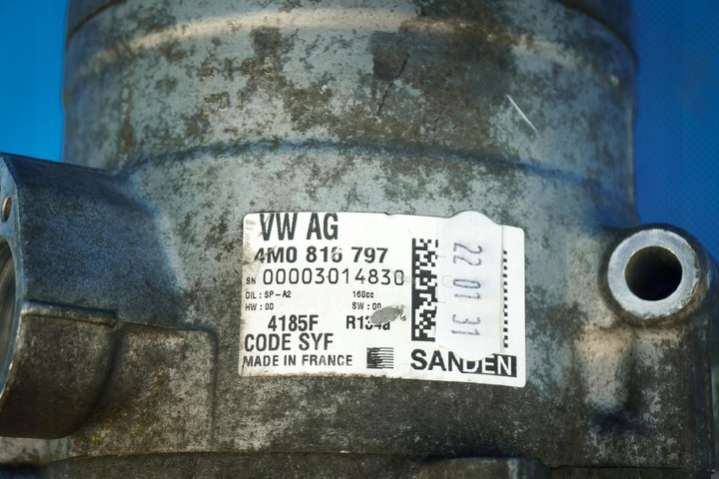 VW AG
4M0 816 797
SN 00003014830
OIL : SP-A2 160cc
HW : 00 SW : 00
4185F R134a
CODE SYF
MADE IN FRANCE SANDEN
22 01 31